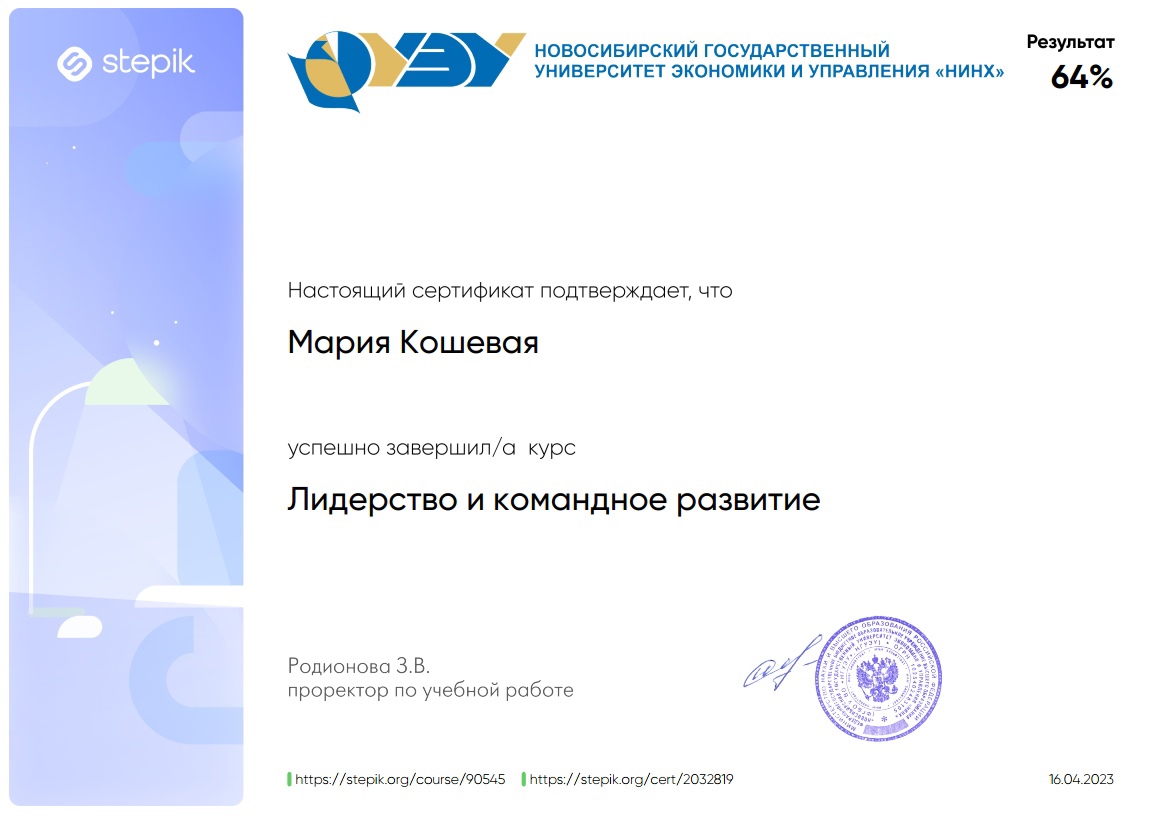 stepik
НОВОСИБИРСКИЙ ГОСУДАРСТВЕННЫЙ
УНИВЕРСИТЕТ ЭКОНОМИКИ И УПРАВЛЕНИЯ «НИНХ»
Результат
64%
Настоящий сертификат подтверждает, что
Мария Кошевая
успешно завершил/а курс
Лидерство и командное развитие
Родионова З.В.
проректор по учебной работе
https://stepik.org/course/90545 https://stepik.org/cert/2032819
16.04.2023